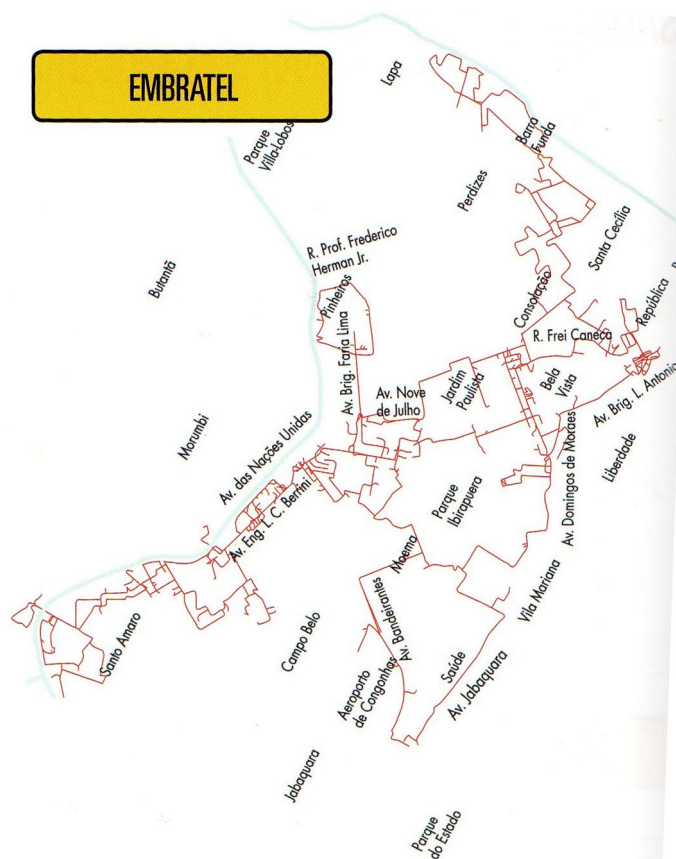 EMBRATEL
Lapa
Parque
Villa-Lobos
Barra
Funda
Perdizes
R. Prof. Frederico
Herman Jr.
Santa Cecília
Butantã
Pinheiros
Consolação
República
R. Frei Caneca
Av. Brig. Faria Lima
Av. Nove
de Julho
Jardim
Paulista
Bela
Vista
Av. Brig. L. Antonio
Morumbi
Av. das Nações Unidas
Liberdade
Av. Domingos de Moraes
Parque
Ibirapuera
Av. Eng. L. C. Berrini
Moema
Vila Mariana
Av. Bandeirantes
Campo Belo
Santo Amaro
Saúde
Av. Jabaquara
Aeroporto
de Congonhas
Jabaquara
Parque
do Estado